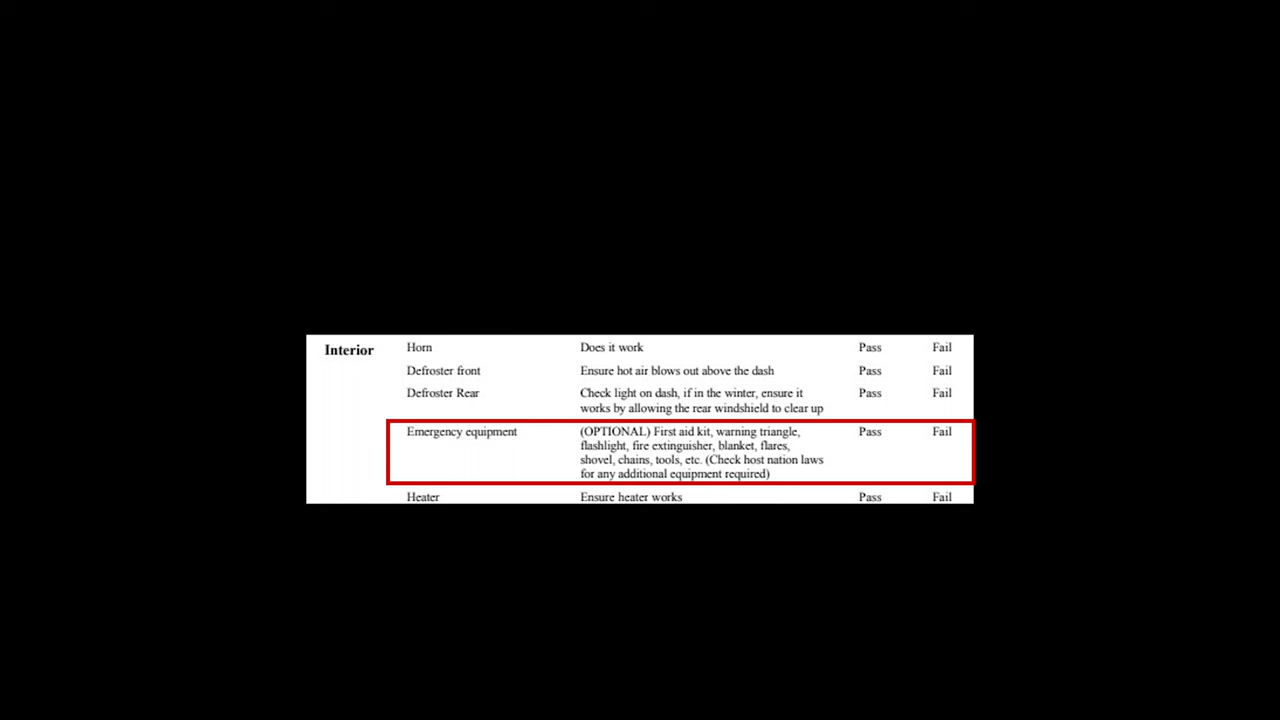 Interior Horn Does it work Pass Fail
Defroster front Ensure hot air blows out above the dash Pass Fail
Defroster Rear Check light on dash, if in the winter, ensure it Pass Fail
works by allowing the rear windshield to clear up
Emergency equipment (OPTIONAL) First aid kit, warning triangle, Pass Fail
flashlight, fire extinguisher, blanket, flares,
shovel, chains, tools, etc. (Check host nation laws
for any additional equipment required)
Heater Ensure heater works Pass Fail